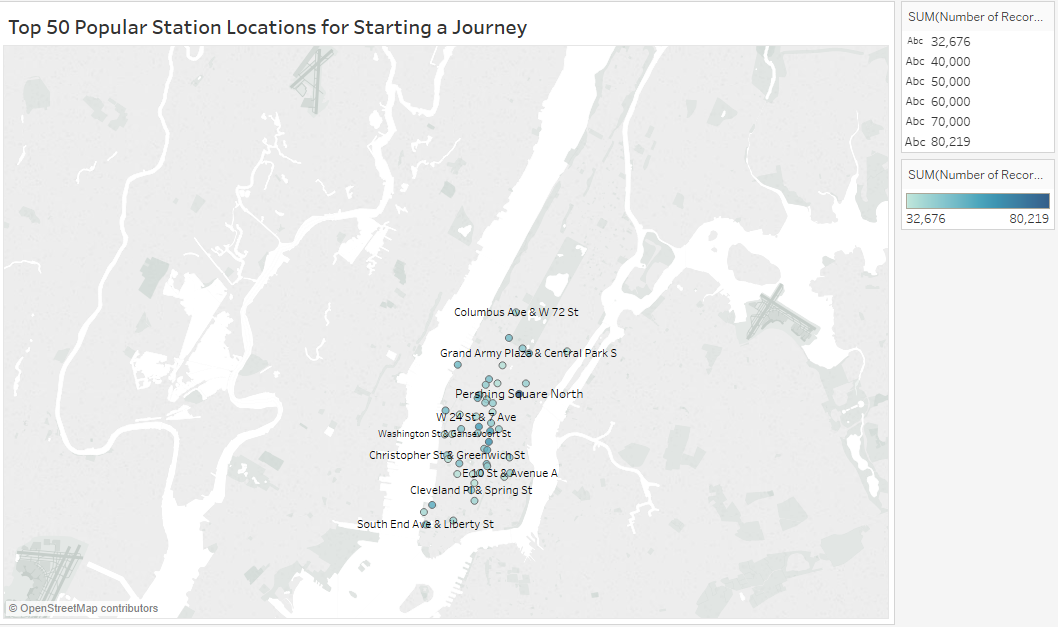 Top 50 Popular Station Locations for Starting a Journey
SUM(Number of Recor...
Abc 32,676
Abc 40,000
Abc 50,000
Abc 60,000
Abc 70,000
Abc 80,219
SUM(Number of Recor...
32,676 80,219
Columbus Ave & W 72 St
Grand Army Plaza & Central Park S
Pershing Square North
W 24 St & 7 Ave
Washington St & Gansevoort St
Christopher St & Greenwich St
E 10 St & Avenue A
Cleveland Pl & Spring St
South End Ave & Liberty St
© OpenStreetMap contributors